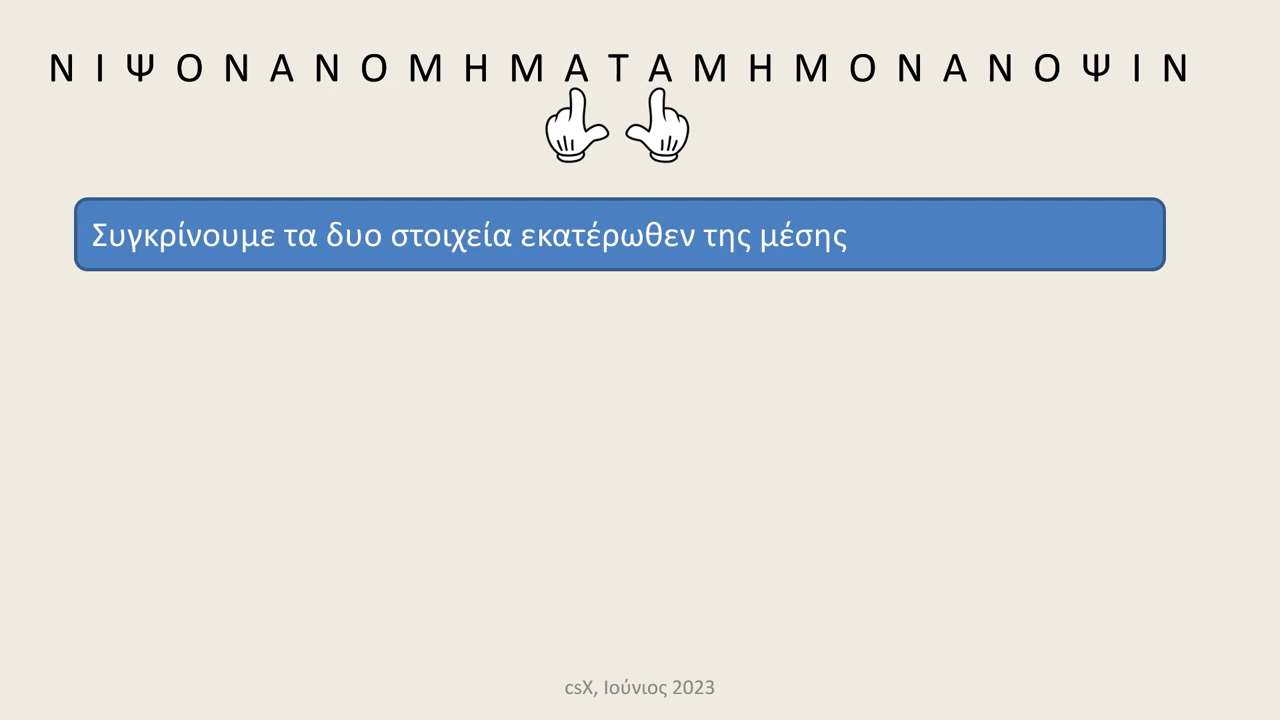 Ν Ι Ψ Ο Ν Α Ν Ο Μ Η Μ Α Τ Α Μ Η Μ Ο Ν Α Ν Ο Ψ Ι Ν
Συγκρίνουμε τα δυο στοιχεία εκατέρωθεν της μέσης
csX, Ιούνιος 2023